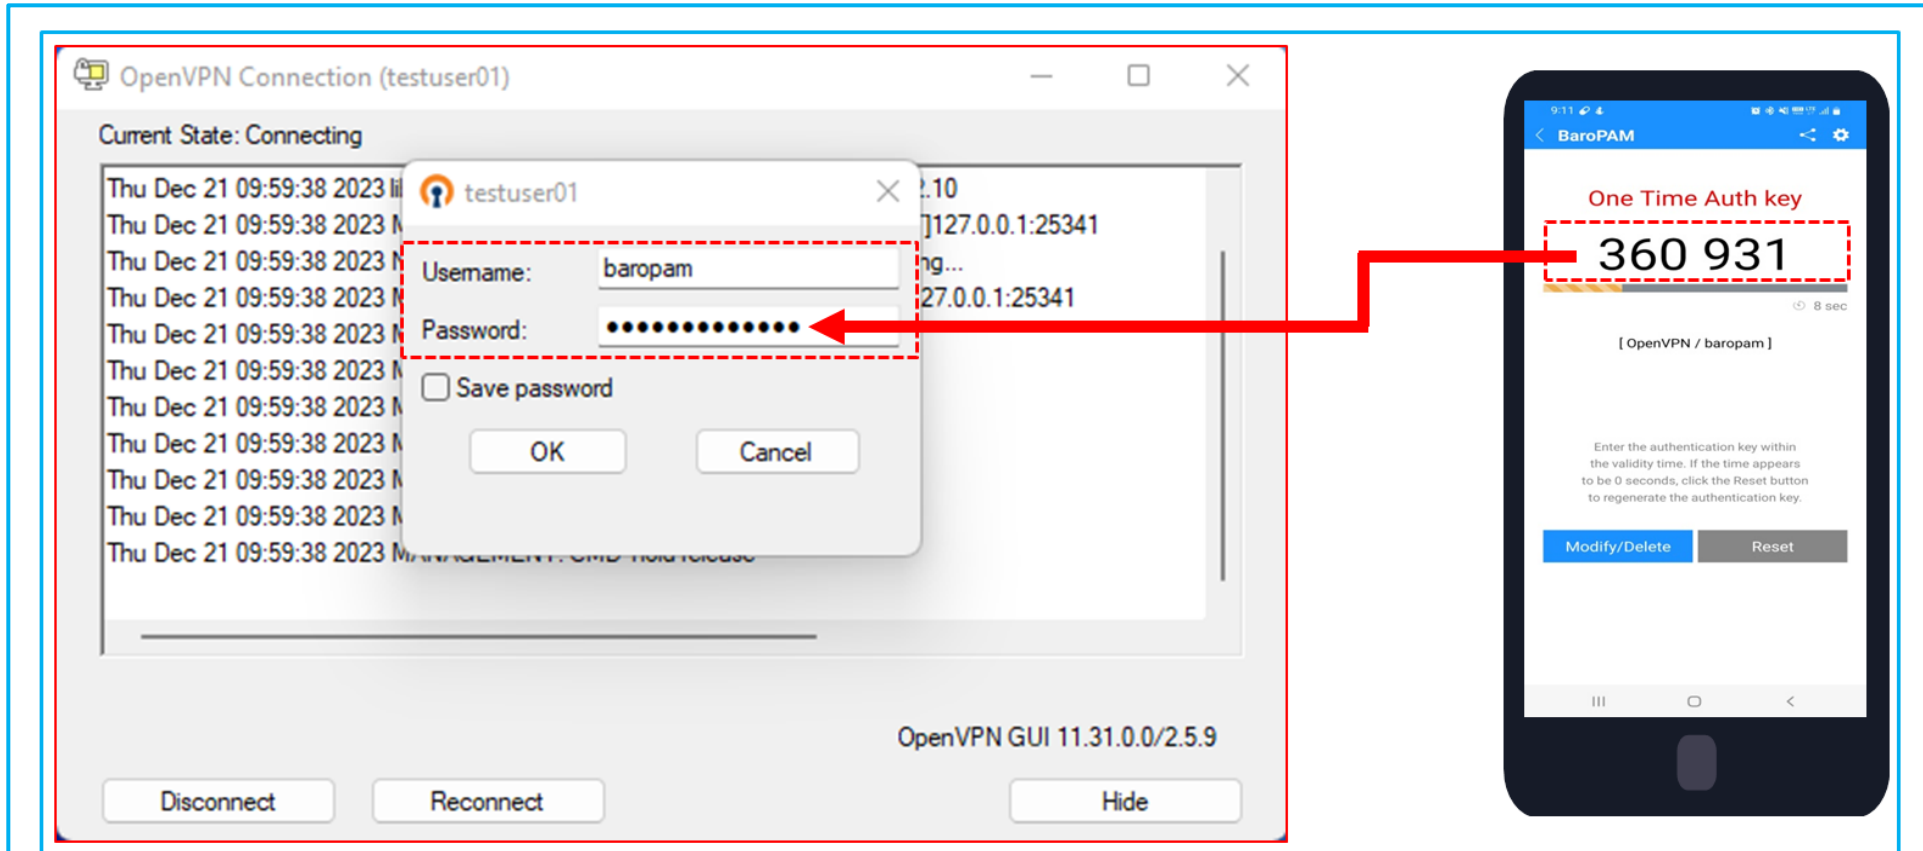 OpenVPN Connection (testuser01)
Current State: Connecting
Thu Dec 21 09:59:38 2023 li
2.10
Thu Dec 21 09:59:38 2023
]127.0.0.1:25341
Thu Dec 21 09:59:38 2023
ng...
Thu Dec 21 09:59:38 2023
27.0.0.1:25341
Thu Dec 21 09:59:38 2023
Thu Dec 21 09:59:38 2023
Thu Dec 21 09:59:38 2023
Thu Dec 21 09:59:38 2023
Thu Dec 21 09:59:38 2023
Thu Dec 21 09:59:38 2023
Thu Dec 21 09:59:38 2023 MANAGEMENT: CMD 'hold release'
testuser01
Username: baropam
Password: •••••••••••••
Save password
OK Cancel
OpenVPN GUI 11.31.0.0/2.5.9
Disconnect Reconnect Hide
9:11
BaroPAM
One Time Auth key
360 931
8 sec
[ OpenVPN / baropam ]
Enter the authentication key within
the validity time. If the time appears
to be 0 seconds, click the Reset button
to regenerate the authentication key.
Modify/Delete Reset